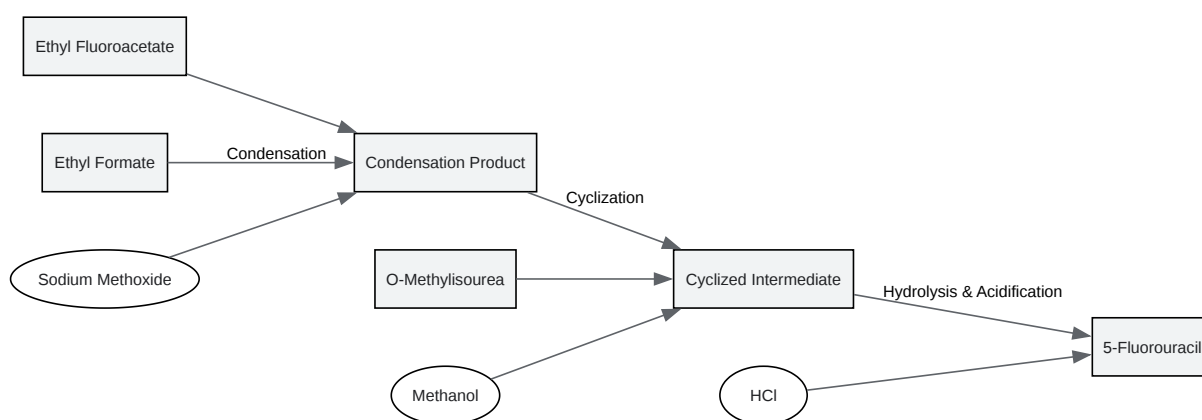 Ethyl Fluoroacetate
Ethyl Formate
Condensation
Condensation Product
Cyclization
Sodium Methoxide
O-Methylisourea
Cyclized Intermediate
Hydrolysis & Acidification
5-Fluorouracil
Methanol
HCl